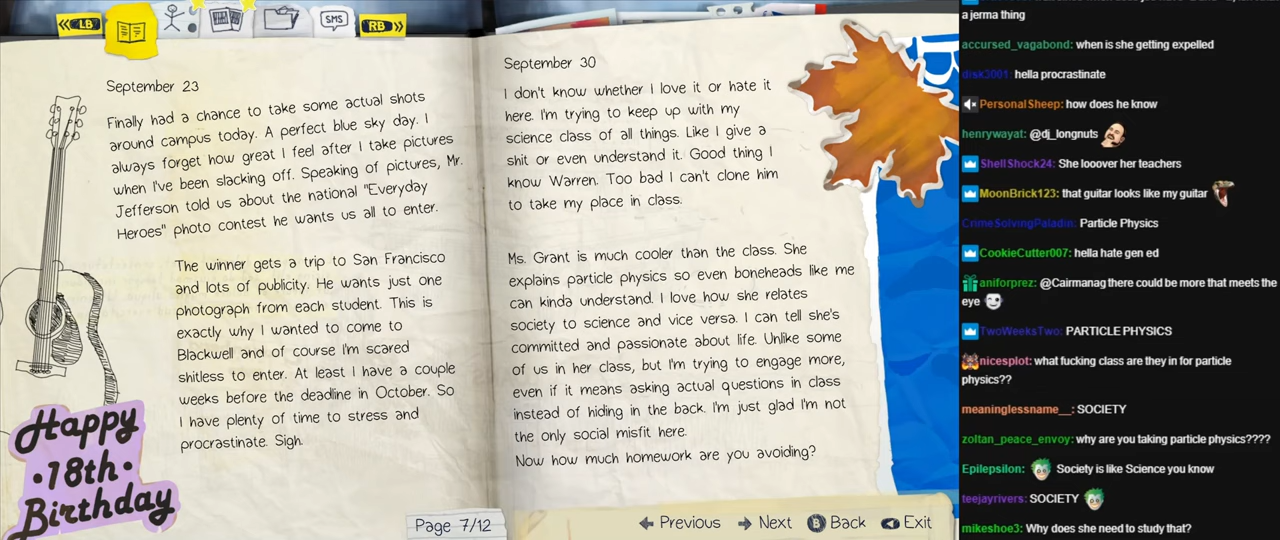 LB
SMS
RB
September 23
Finally had a chance to take some actual shots
around campus today. A perfect blue sky day. I
always forget how great I feel after I take pictures
when I've been slacking off. Speaking of pictures, Mr.
Jefferson told us about the national "Everyday
Heroes" photo contest he wants us all to enter.
The winner gets a trip to San Francisco
and lots of publicity. He wants just one
photograph from each student. This is
exactly why I wanted to come to
Blackwell and of course I'm scared
shitless to enter. At least I have a couple
weeks before the deadline in October. So
I have plenty of time to stress and
procrastinate. Sigh.
Happy
•18th•
Birthday
Page 7/12
September 30
I don't know whether I love it or hate it
here. I'm trying to keep up with my
science class of all things. Like I give a
shit or even understand it. Good thing I
know Warren. Too bad I can't clone him
to take my place in class.
Ms. Grant is much cooler than the class. She
explains particle physics so even boneheads like me
can kinda understand. I love how she relates
society to science and vice versa. I can tell she's
committed and passionate about life. Unlike some
of us in her class, but I'm trying to engage more,
even if it means asking actual questions in class
instead of hiding in the back. I'm just glad I'm not
the only social misfit here.
Now how much homework are you avoiding?
Previous
Next
B Back
Exit
a jerma thing
accursed_vagabond: when is she getting expelled
disk3001: hella procrastinate
PersonalSheep: how does he know
henrywayat: @dj_longnuts
ShellShock24: She looover her teachers
MoonBrick123: that guitar looks like my guitar
CrimeSolvingPaladin: Particle Physics
CookieCutter007: hella hate gen ed
aniforprez: @Cairmanag there could be more that meets the
eye
TwoWeeksTwo: PARTICLE PHYSICS
nicesplot: what fucking class are they in for particle
physics??
meaninglessname__: SOCIETY
zoltan_peace_envoy: why are you taking particle physics????
Epilepsilon: Society is like Science you know
teejayrivers: SOCIETY
mikeshoe3: Why does she need to study that?